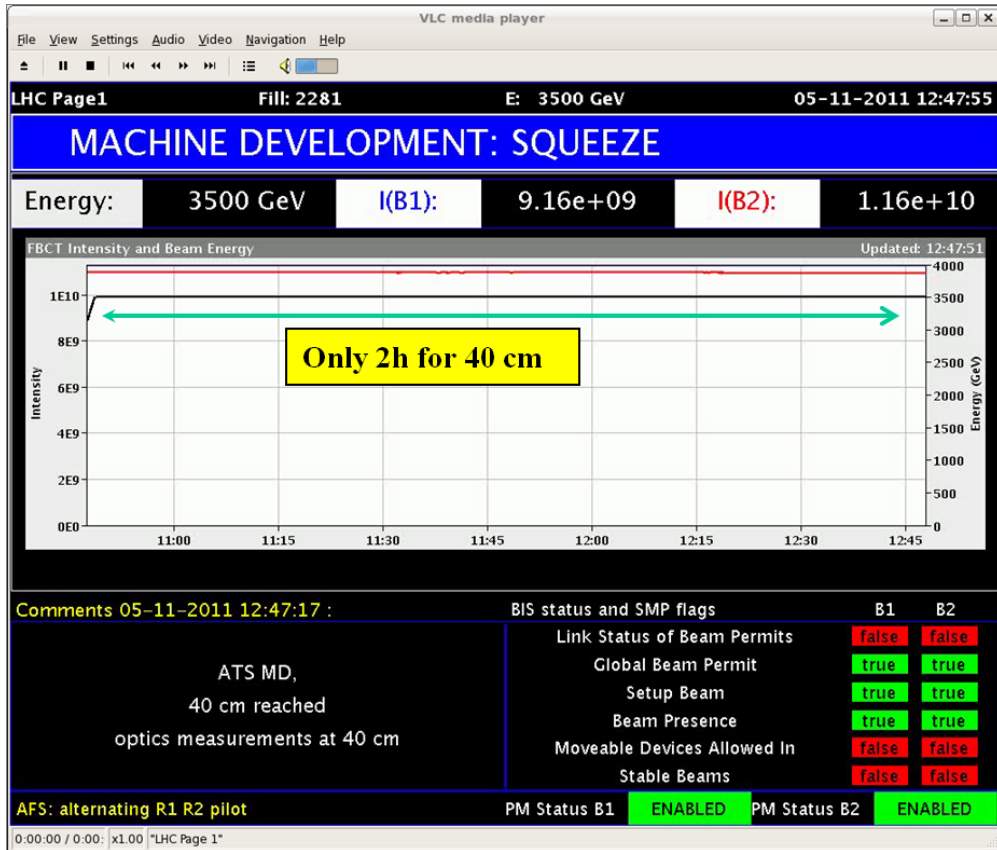 VLC media player
File View Settings Audio Video Navigation Help
LHC Page1 Fill: 2281 E: 3500 GeV 05-11-2011 12:47:55
MACHINE DEVELOPMENT: SQUEEZE
Energy: 3500 GeV I(B1): 9.16e+09 I(B2): 1.16e+10
FBCT Intensity and Beam Energy Updated: 12:47:51
4000
1E10 3500
3000
8E9
Only 2h for 40 cm
2500
6E9
2000
Intensity
Energy (GeV)
4E9 1500
1000
2E9
500
0E0 0
11:00 11:15 11:30 11:45 12:00 12:15 12:30 12:45
Comments 05-11-2011 12:47:17 :
ATS MD,
40 cm reached
optics measurements at 40 cm
BIS status and SMP flags B1 B2
Link Status of Beam Permits false false
Global Beam Permit true true
Setup Beam true true
Beam Presence true true
Moveable Devices Allowed In false false
Stable Beams false false
AFS: alternating R1 R2 pilot PM Status B1 ENABLED PM Status B2 ENABLED
0:00:00 / 0:00: x1.00 "LHC Page 1"